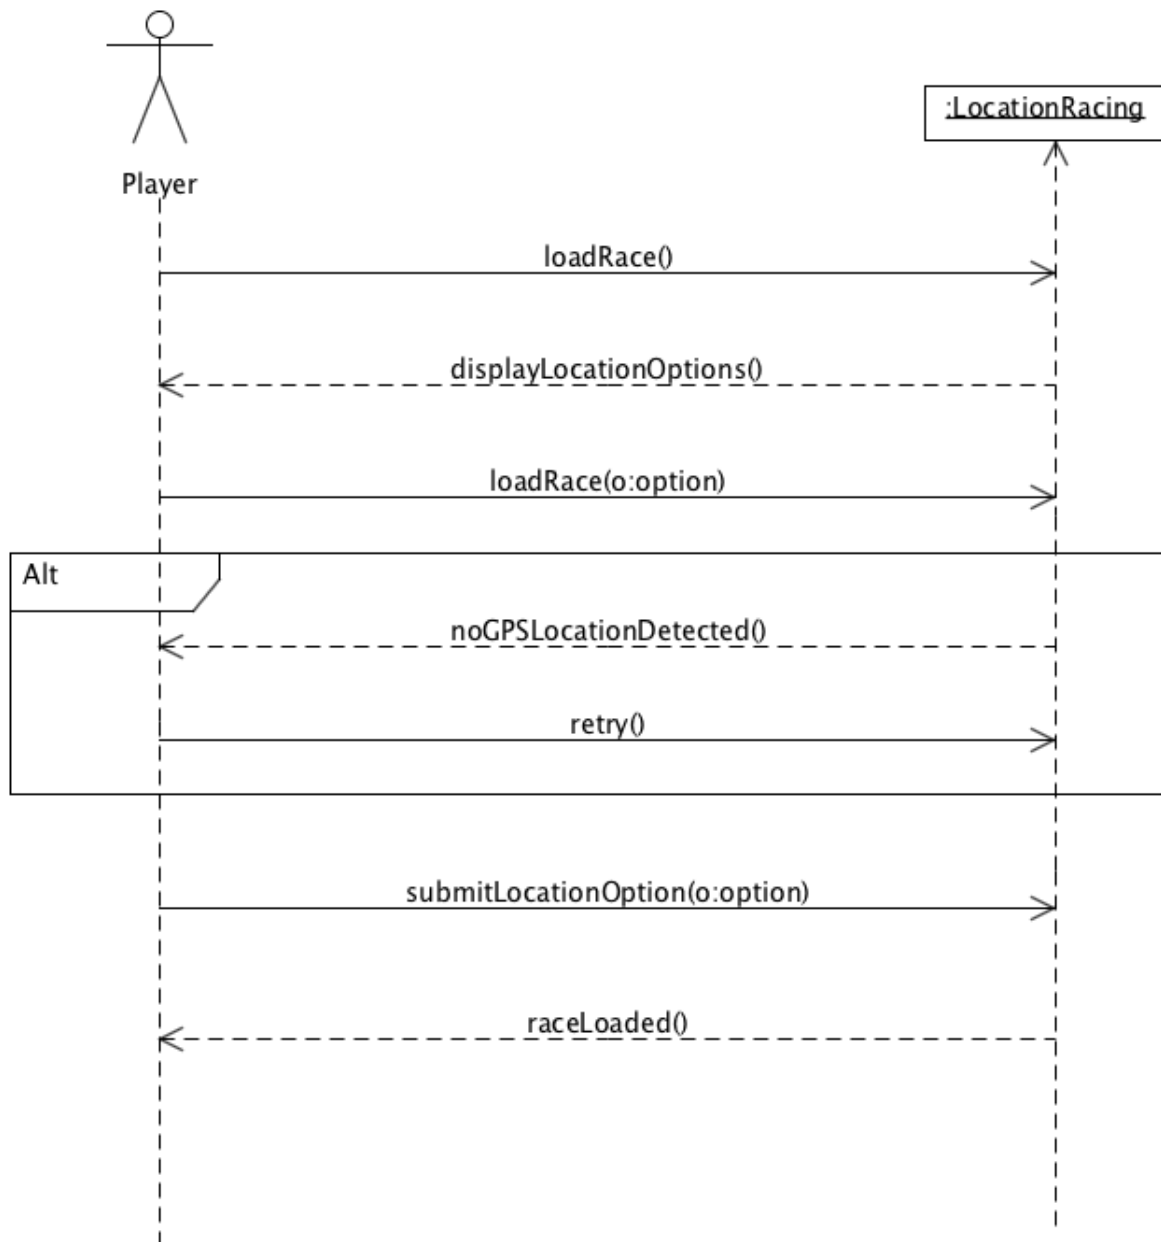 :LocationRacing
Player
loadRace()
displayLocationOptions()
loadRace(o:option)
Alt
noGPSLocationDetected()
retry()
submitLocationOption(o:option)
raceLoaded()